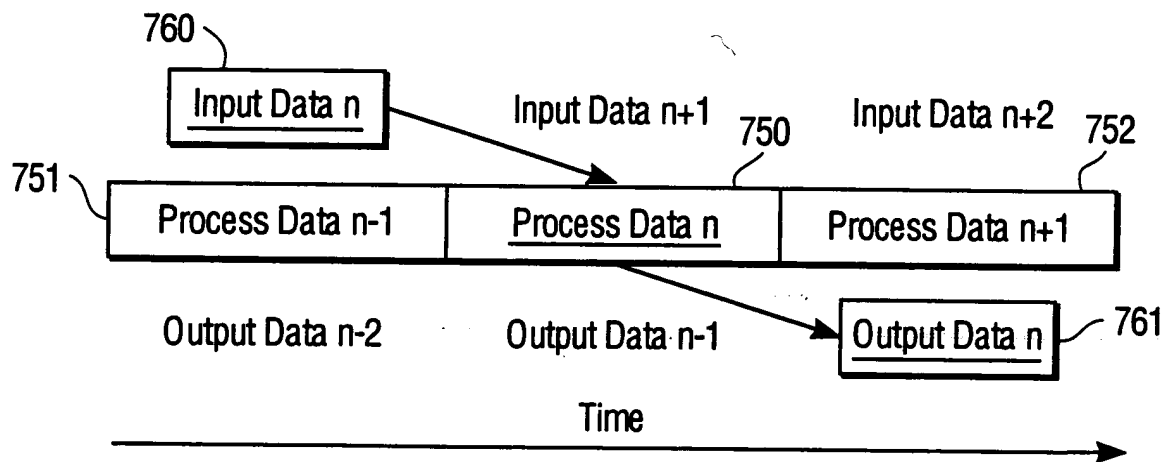 760
Input Data n
Input Data n+1
Input Data n+2
750
752
751
Process Data n-1
Process Data n
Process Data n+1
Output Data n-2
Output Data n-1
Output Data n
761
Time